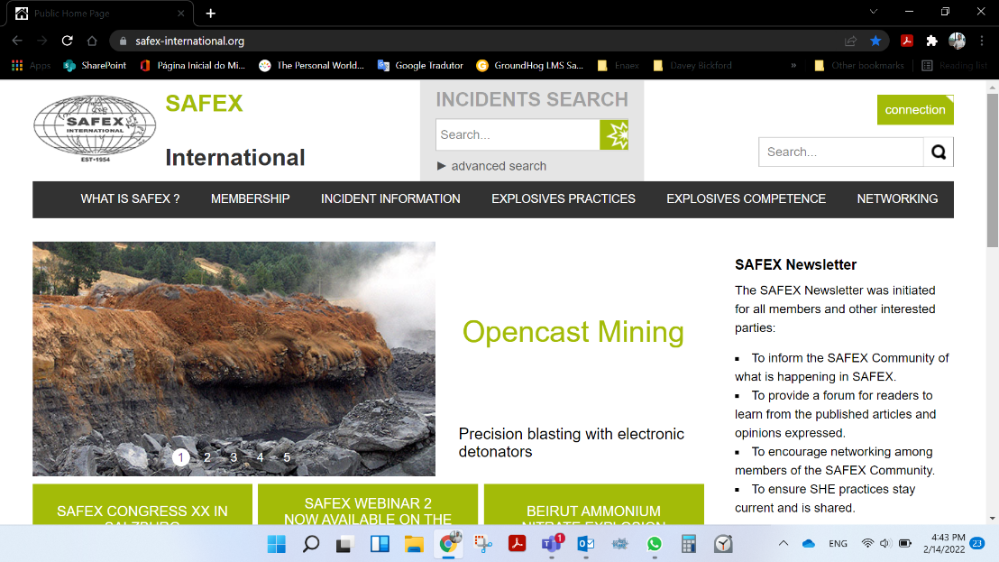 Public Home Page
safex-international.org
Apps
SharePoint
Página Inicial do Mi...
The Personal World...
Google Tradutor
GroundHog LMS Sa...
Enaex
Davey Bickford
»
Other bookmarks
Reading list
SAFEX
INTERNATIONAL
EST•1954
SAFEX
International
INCIDENTS SEARCH
Search...
► advanced search
connection
Search...
WHAT IS SAFEX ?
MEMBERSHIP
INCIDENT INFORMATION
EXPLOSIVES PRACTICES
EXPLOSIVES COMPETENCE
NETWORKING
1 2 3 4 5
Opencast Mining
Precision blasting with electronic
detonators
SAFEX Newsletter
The SAFEX Newsletter was initiated
for all members and other interested
parties:
▪ To inform the SAFEX Community of
what is happening in SAFEX.
▪ To provide a forum for readers to
learn from the published articles and
opinions expressed.
▪ To encourage networking among
members of the SAFEX Community.
▪ To ensure SHE practices stay
current and is shared.
SAFEX CONGRESS XX IN
SALZBURG
SAFEX WEBINAR 2
NOW AVAILABLE ON THE
BEIRUT AMMONIUM
NITRATE EXPLOSION
1
ENG
4:43 PM
2/14/2022
23